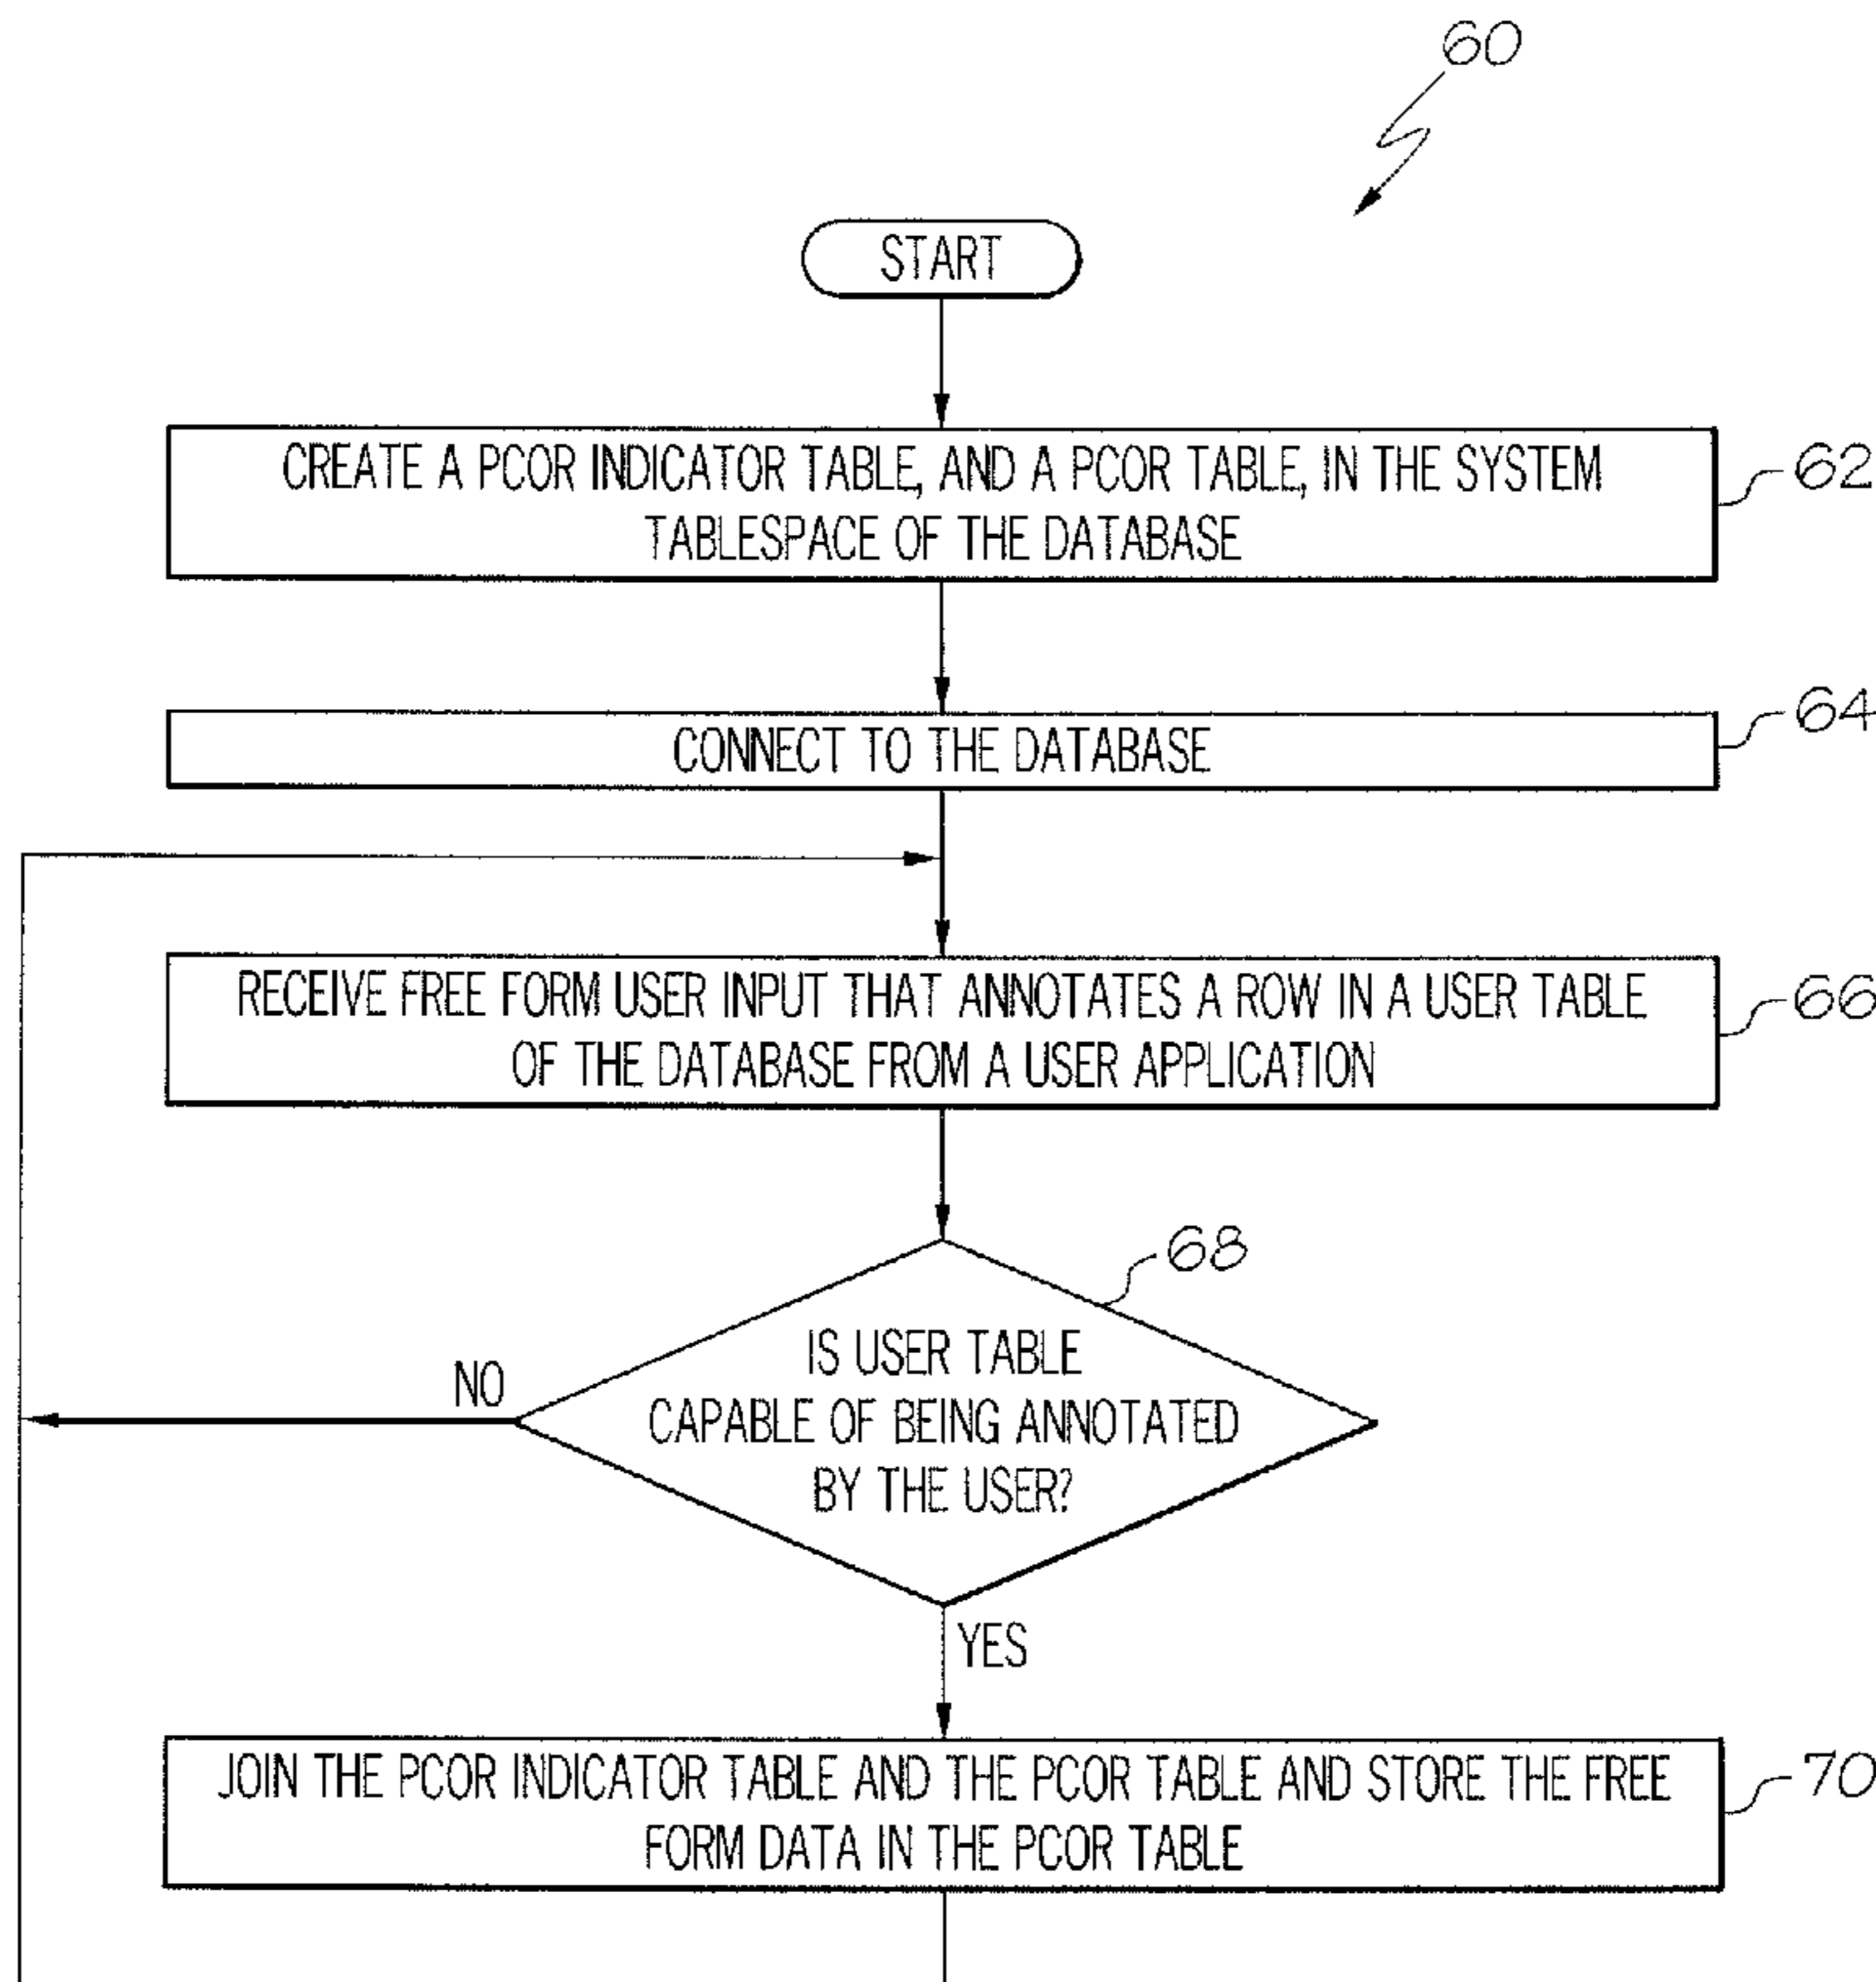 60
START
CREATE A PCOR INDICATOR TABLE, AND A PCOR TABLE, IN THE SYSTEM
TABLESPACE OF THE DATABASE
62
CONNECT TO THE DATABASE
64
RECEIVE FREE FORM USER INPUT THAT ANNOTATES A ROW IN A USER TABLE
OF THE DATABASE FROM A USER APPLICATION
66
68
IS USER TABLE
CAPABLE OF BEING ANNOTATED
BY THE USER?
NO
YES
JOIN THE PCOR INDICATOR TABLE AND THE PCOR TABLE AND STORE THE FREE
FORM DATA IN THE PCOR TABLE
70